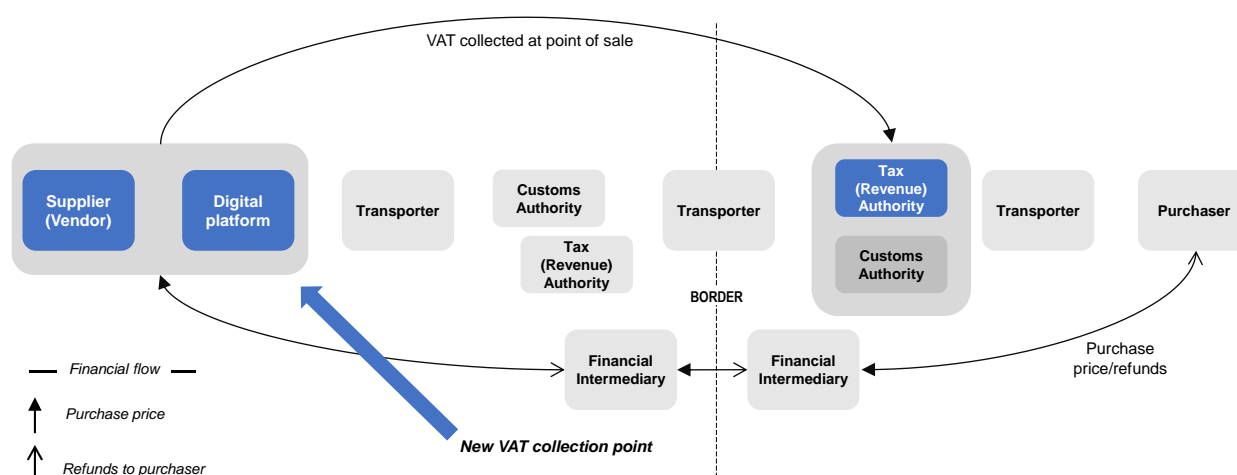 VAT collected at point of sale
Supplier
(Vendor)
Digital
platform
Transporter
Customs
Authority
Tax
(Revenue)
Authority
Transporter
BORDER
Tax
(Revenue)
Authority
Customs
Authority
Transporter
Purchaser
Financial
Intermediary
Financial
Intermediary
Purchase
price/refunds
New VAT collection point
Financial flow
Purchase price
Refunds to purchaser